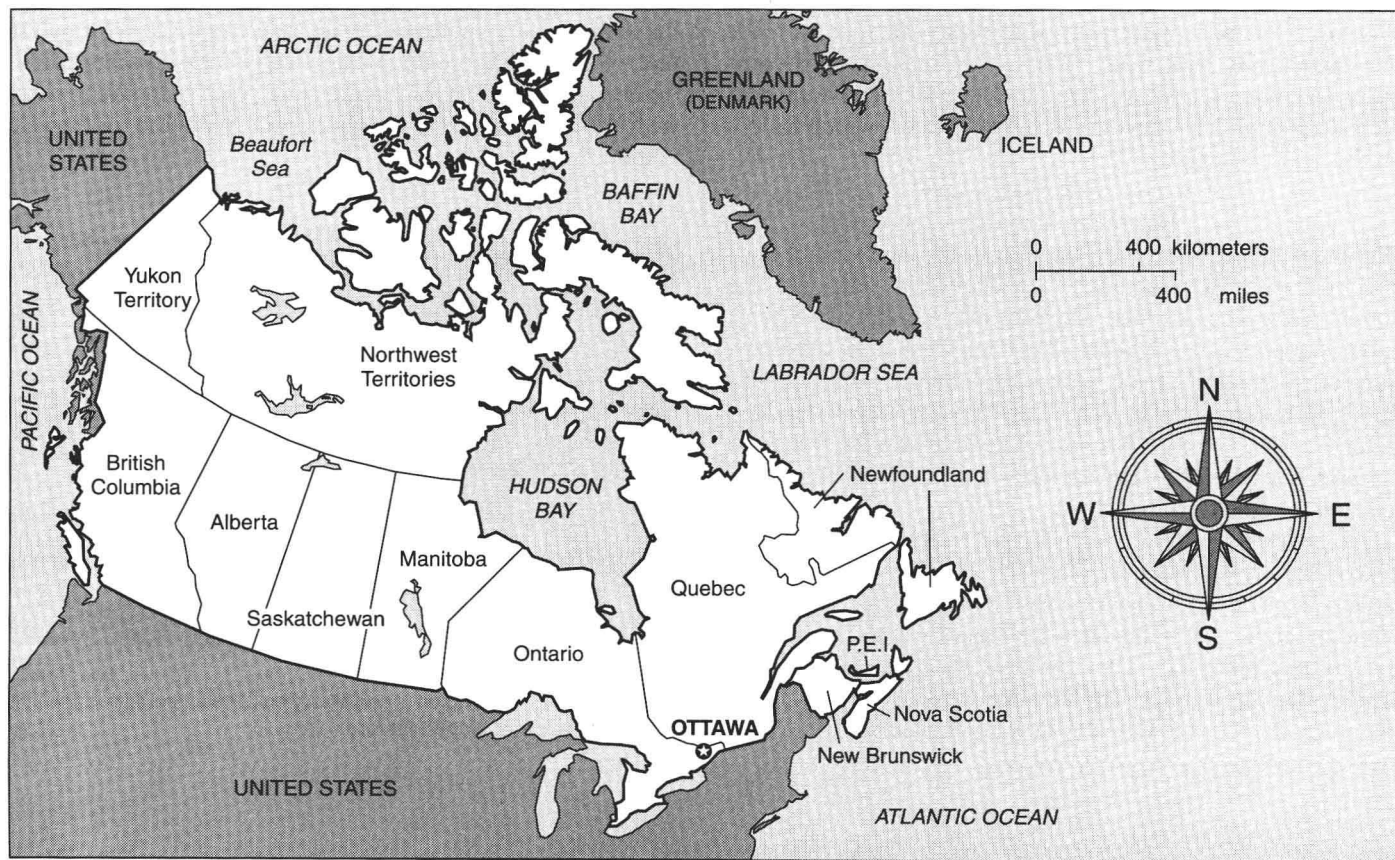 ARCTIC OCEAN
GREENLAND
(DENMARK)
UNITED
STATES
Beaufort
Sea
ICELAND
BAFFIN
BAY
0 400 kilometers
0 400 miles
Yukon
Territory
PACIFIC OCEAN
Northwest
Territories
LABRADOR SEA
N
British
Columbia
HUDSON
BAY
Newfoundland
W
E
Alberta
Manitoba
Quebec
Saskatchewan
S
Ontario
P.E.I.
Nova Scotia
OTTAWA
New Brunswick
UNITED STATES
ATLANTIC OCEAN